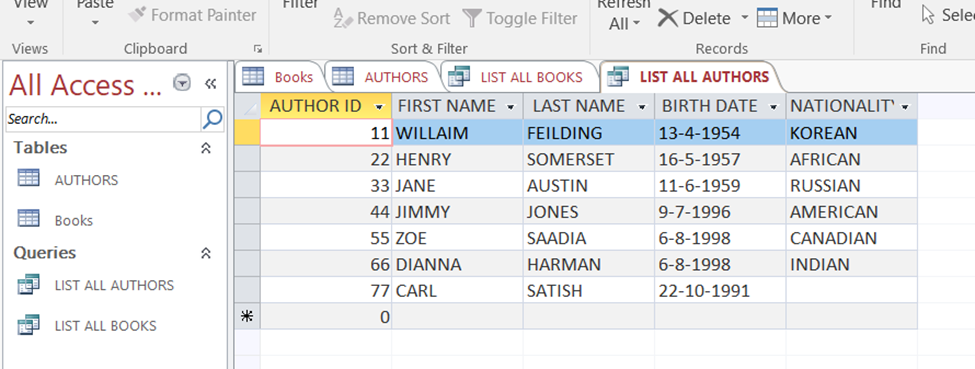 View Paste Format Painter Filter Remove Sort Toggle Filter Refresh All Delete More Find
Views Clipboard Sort & Filter Records Find
All Access ...
Books AUTHORS LIST ALL BOOKS LIST ALL AUTHORS
Search...
Tables
AUTHORS
Books
Queries
LIST ALL AUTHORS
LIST ALL BOOKS
AUTHOR ID FIRST NAME LAST NAME BIRTH DATE NATIONALITY
11 WILLAIM FEILDING 13-4-1954 KOREAN
22 HENRY SOMERSET 16-5-1957 AFRICAN
33 JANE AUSTIN 11-6-1959 RUSSIAN
44 JIMMY JONES 9-7-1996 AMERICAN
55 ZOE SAADIA 6-8-1998 CANADIAN
66 DIANNA HARMAN 6-8-1998 INDIAN
77 CARL SATISH 22-10-1991
0